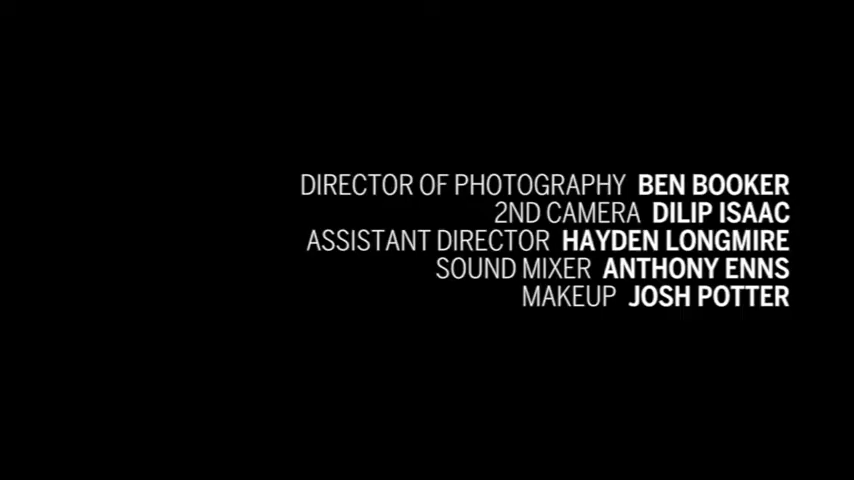 DIRECTOR OF PHOTOGRAPHY BEN BOOKER
2ND CAMERA DILIP ISAAC
ASSISTANT DIRECTOR HAYDEN LONGMIRE
SOUND MIXER ANTHONY ENNS
MAKEUP JOSH POTTER